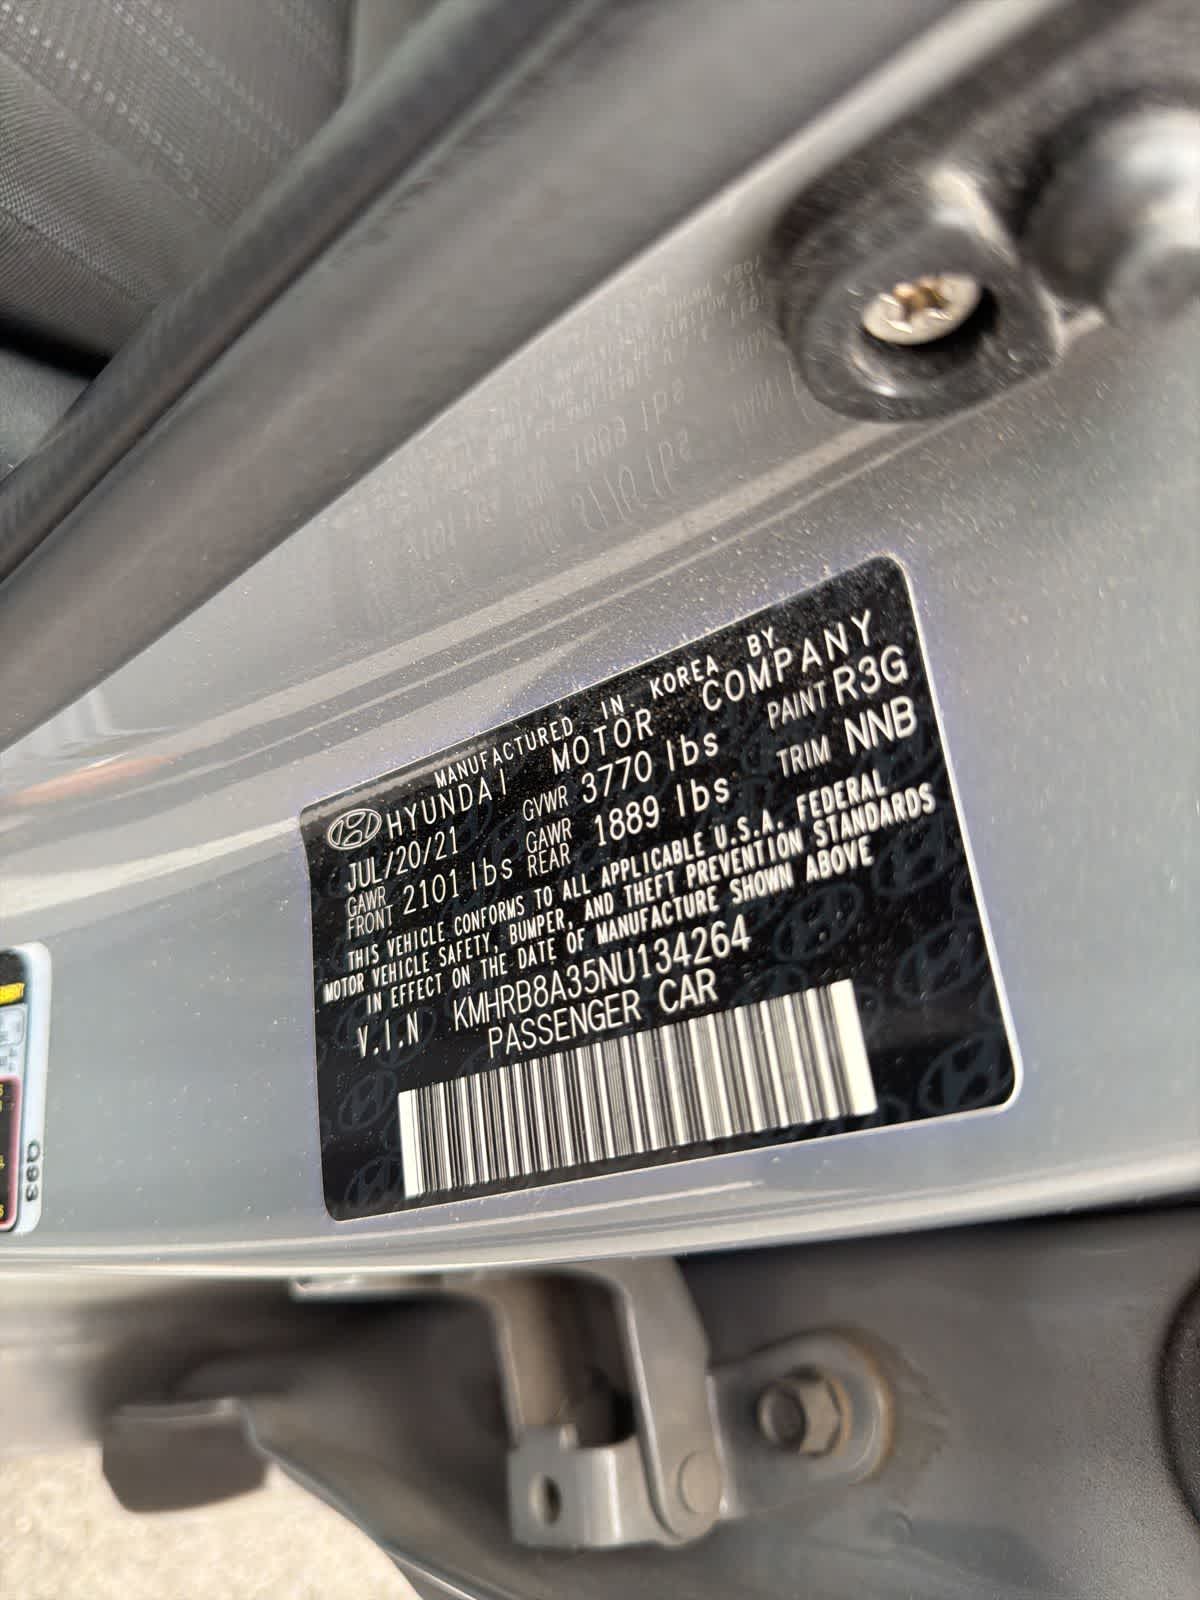 MANUFACTURED IN KOREA BY
HYUNDAI MOTOR COMPANY
JUL/20/21 GVWR 3770 lbs PAINT R3G
GAWR FRONT 2101 lbs GAWR REAR 1889 lbs TRIM NNB
THIS VEHICLE CONFORMS TO ALL APPLICABLE U.S.A. FEDERAL
MOTOR VEHICLE SAFETY, BUMPER, AND THEFT PREVENTION STANDARDS
IN EFFECT ON THE DATE OF MANUFACTURE SHOWN ABOVE
V.I.N KMHRB8A35NU134264
PASSENGER CAR
Q93